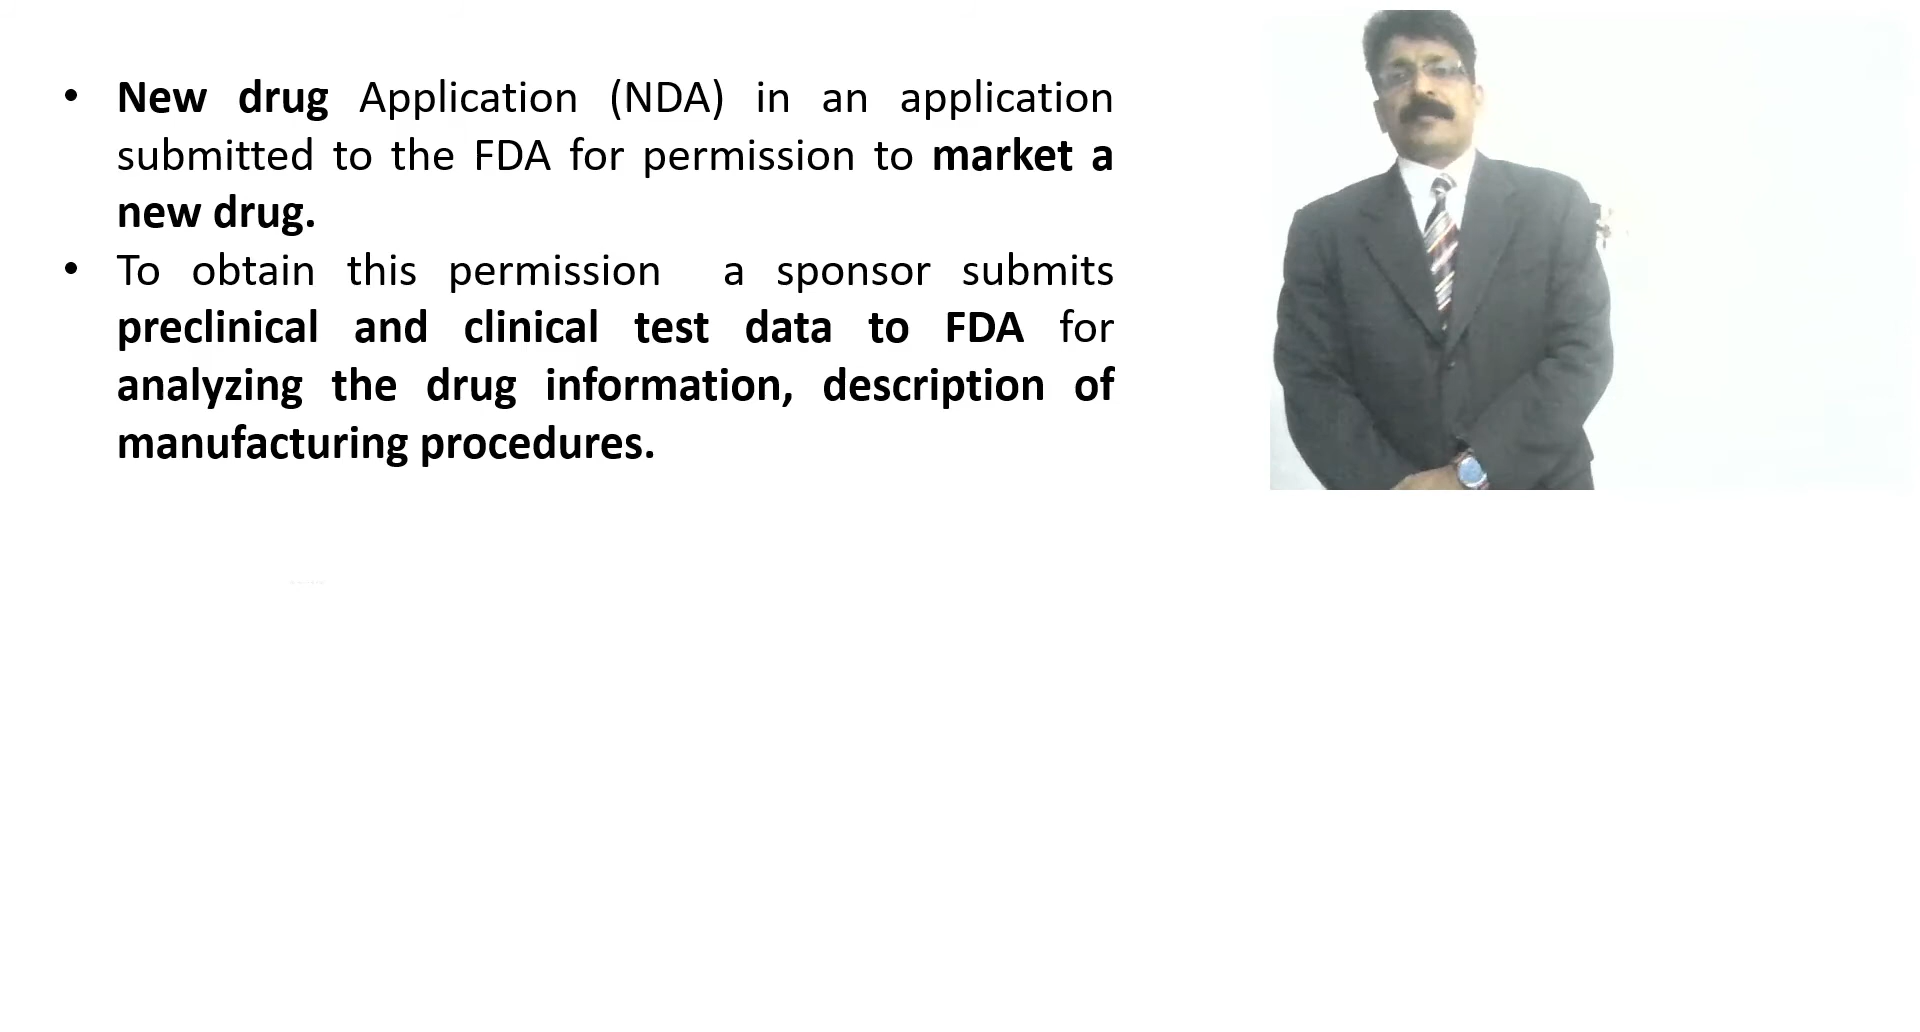 • New drug Application (NDA) in an application
submitted to the FDA for permission to market a
new drug.
• To obtain this permission a sponsor submits
preclinical and clinical test data to FDA for
analyzing the drug information, description of
manufacturing procedures.